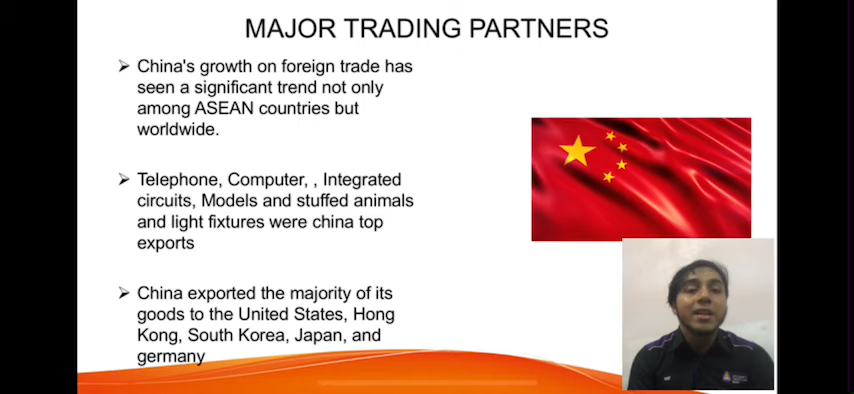 MAJOR TRADING PARTNERS
China's growth on foreign trade has
seen a significant trend not only
among ASEAN countries but
worldwide.
Telephone, Computer, , Integrated
circuits, Models and stuffed animals
and light fixtures were china top
exports
China exported the majority of its
goods to the United States, Hong
Kong, South Korea, Japan, and
germany